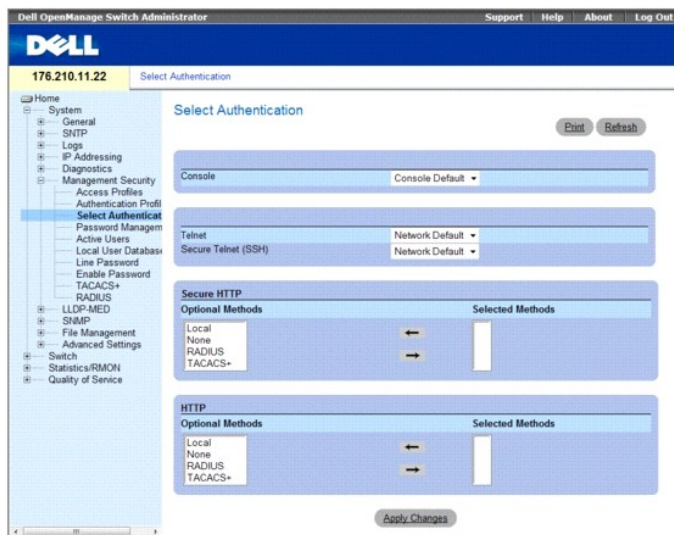 Dell OpenManage Switch Administrator
Support Help About Log Out
DELL
176.210.11.22 Select Authentication
Home
System
General
SNTP
Logs
IP Addressing
Diagnostics
Management Security
Access Profiles
Authentication Profil
Select Authenticat
Password Managem
Active Users
Local User Database
Line Password
Enable Password
TACACS+
RADIUS
LLDP-MED
SNMP
File Management
Advanced Settings
Switch
Statistics/RMON
Quality of Service
Select Authentication
Print Refresh
Console Console Default
Telnet Network Default
Secure Telnet (SSH) Network Default
Secure HTTP
Optional Methods Selected Methods
Local
None
RADIUS
TACACS+
HTTP
Optional Methods Selected Methods
Local
None
RADIUS
TACACS+
Apply Changes